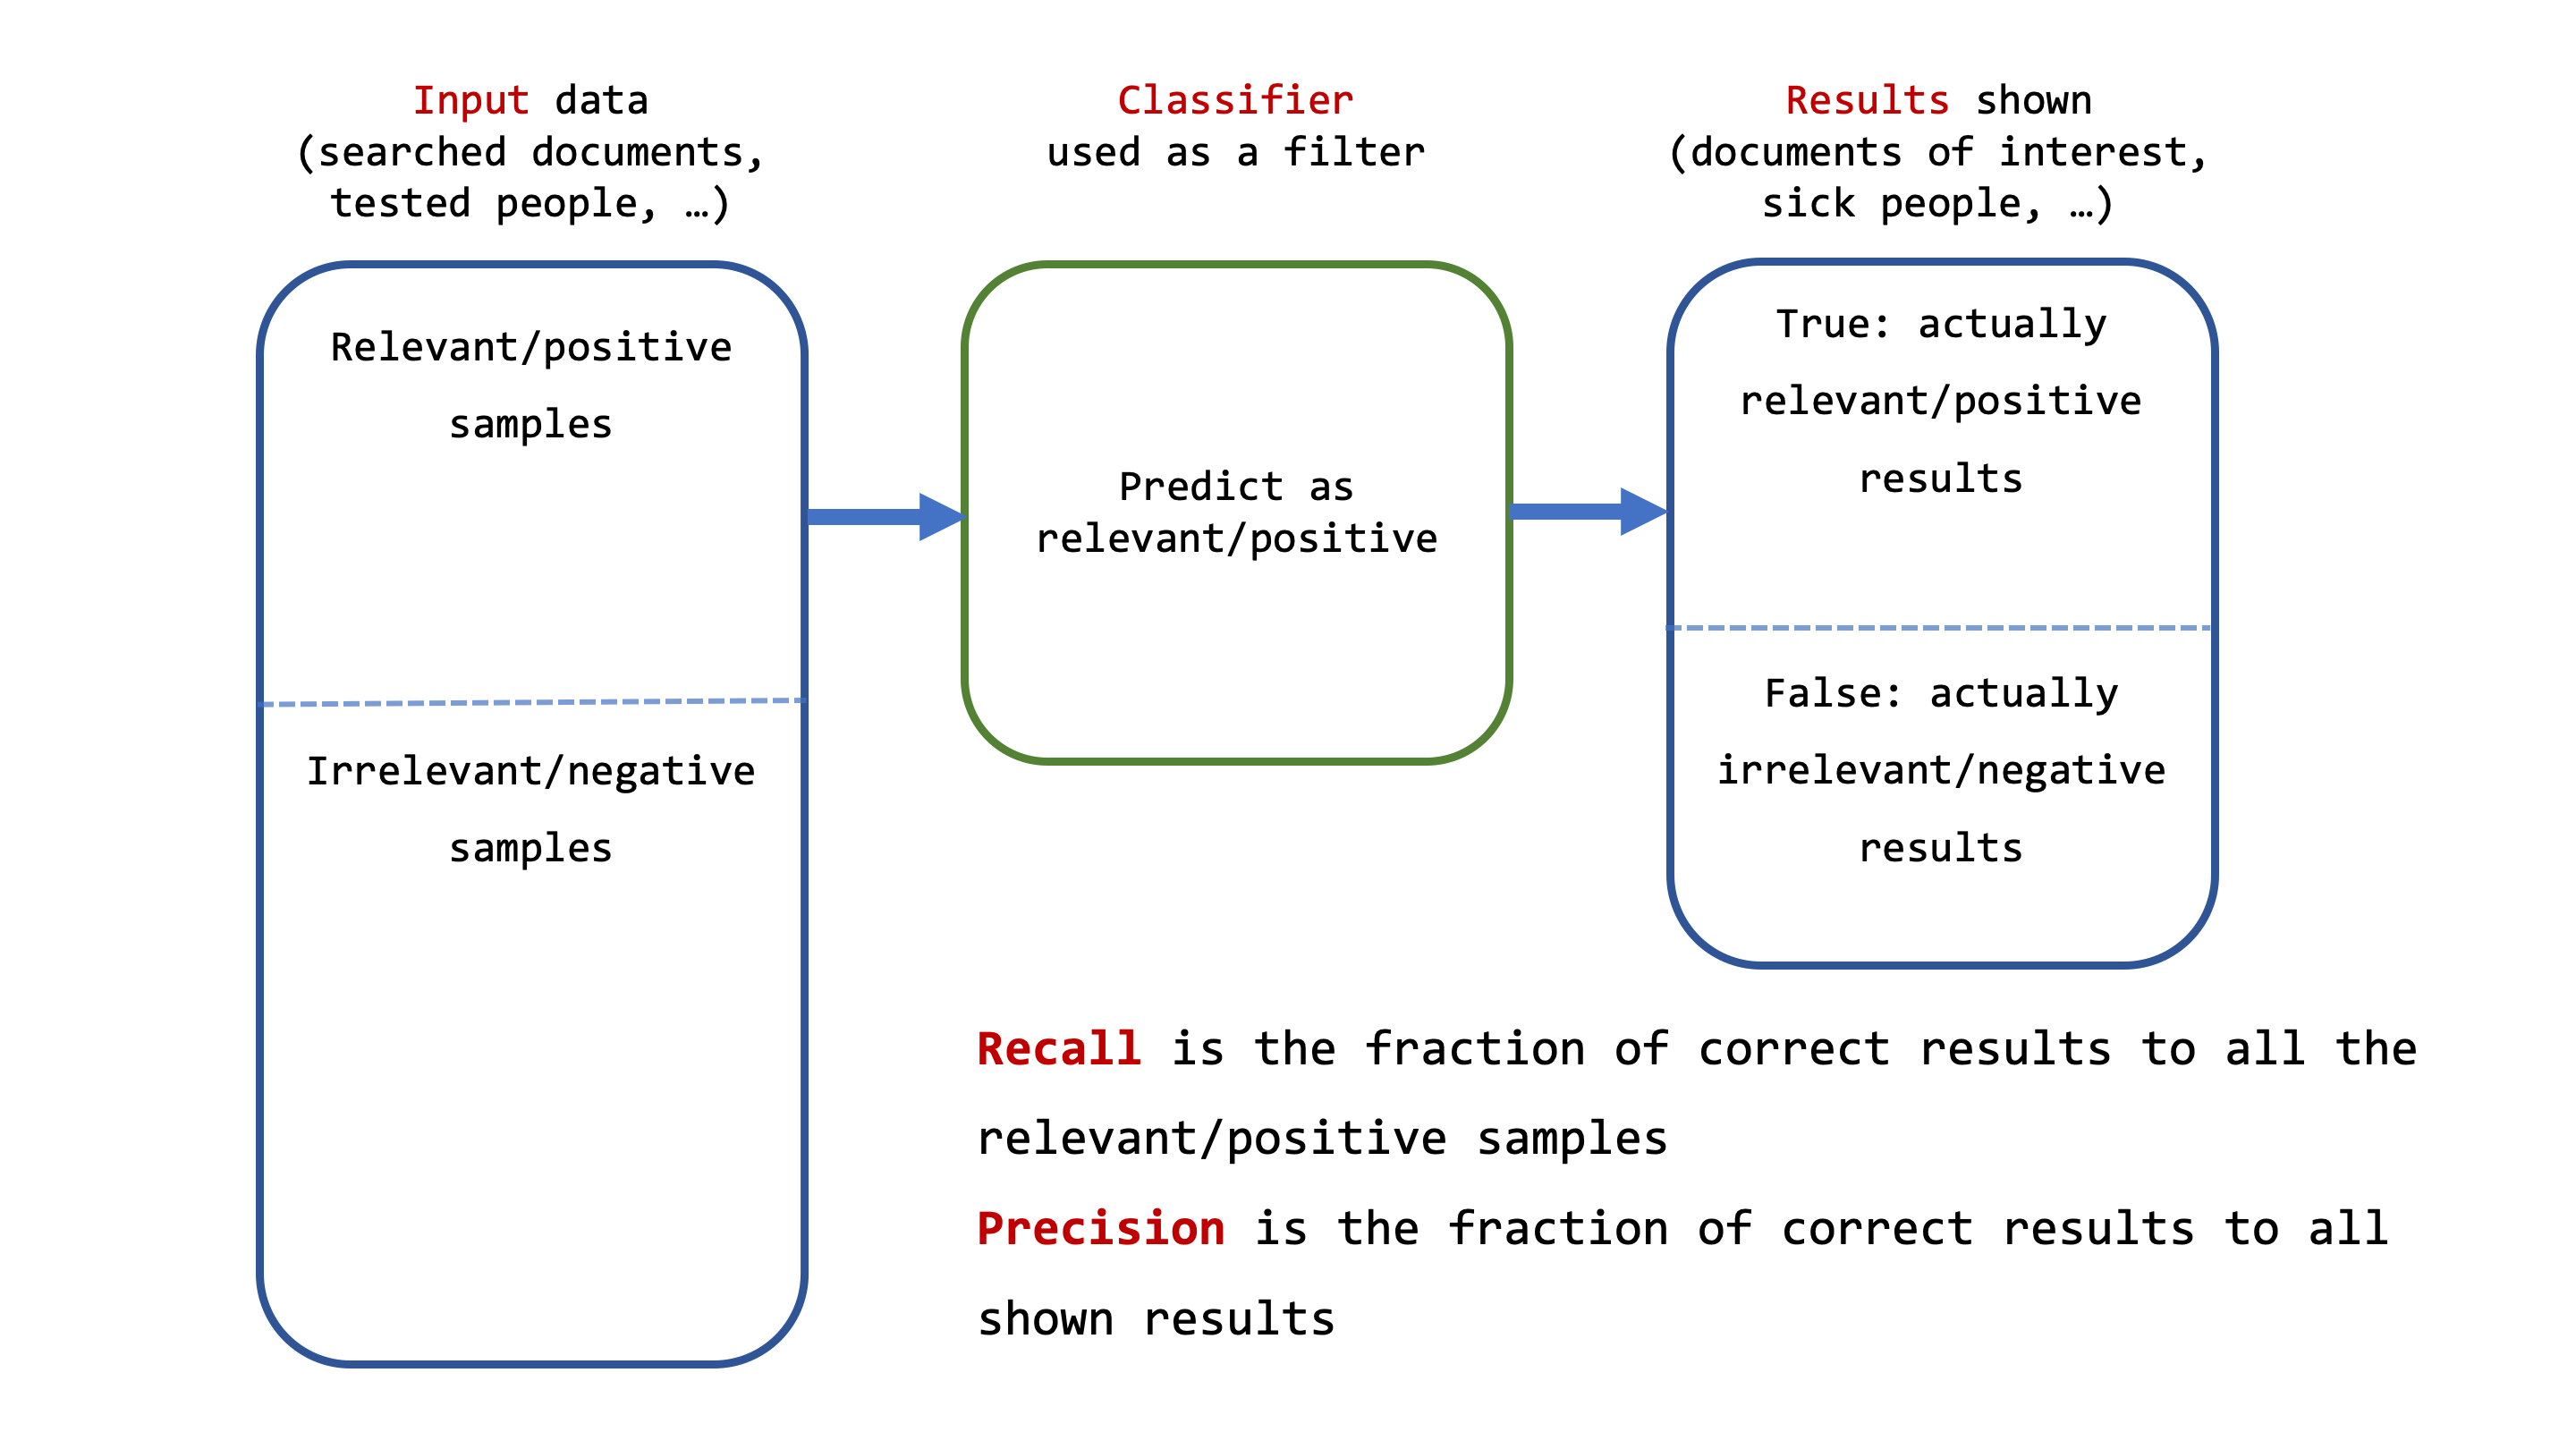 Input data
(searched documents,
tested people, …)
Classifier
used as a filter
Results shown
(documents of interest,
sick people, …)
Relevant/positive
samples
Irrelevant/negative
samples
Predict as
relevant/positive
True: actually
relevant/positive
results
False: actually
irrelevant/negative
results
Recall is the fraction of correct results to all the
relevant/positive samples
Precision is the fraction of correct results to all
shown results